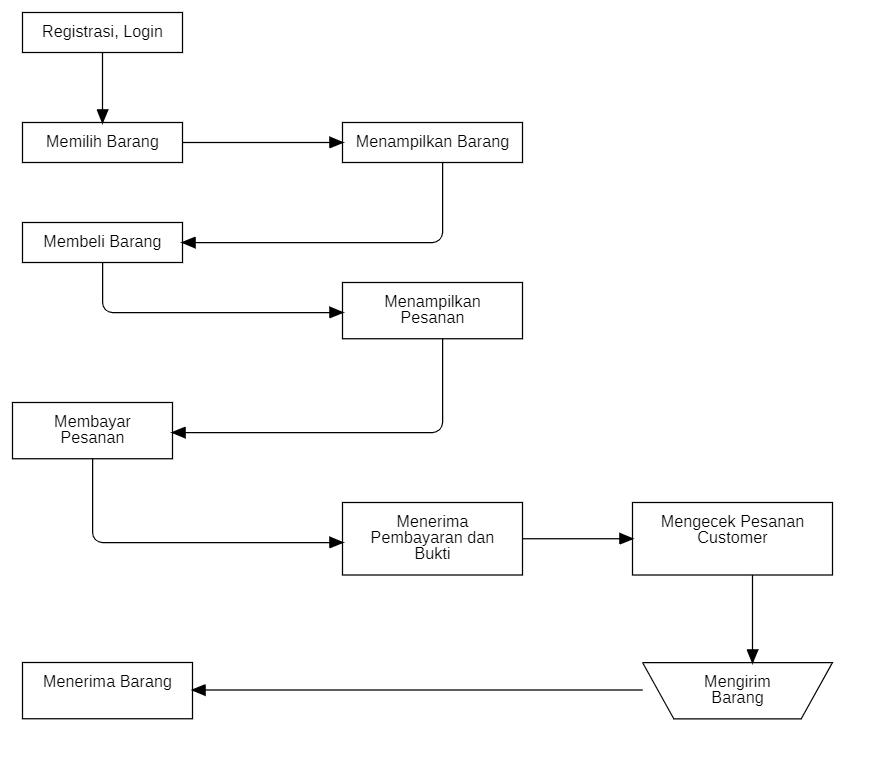 Registrasi, Login
Memilih Barang
Menampilkan Barang
Membeli Barang
Menampilkan
Pesanan
Membayar
Pesanan
Menerima
Pembayaran dan
Bukti
Mengecek Pesanan
Customer
Mengirim
Barang
Menerima Barang